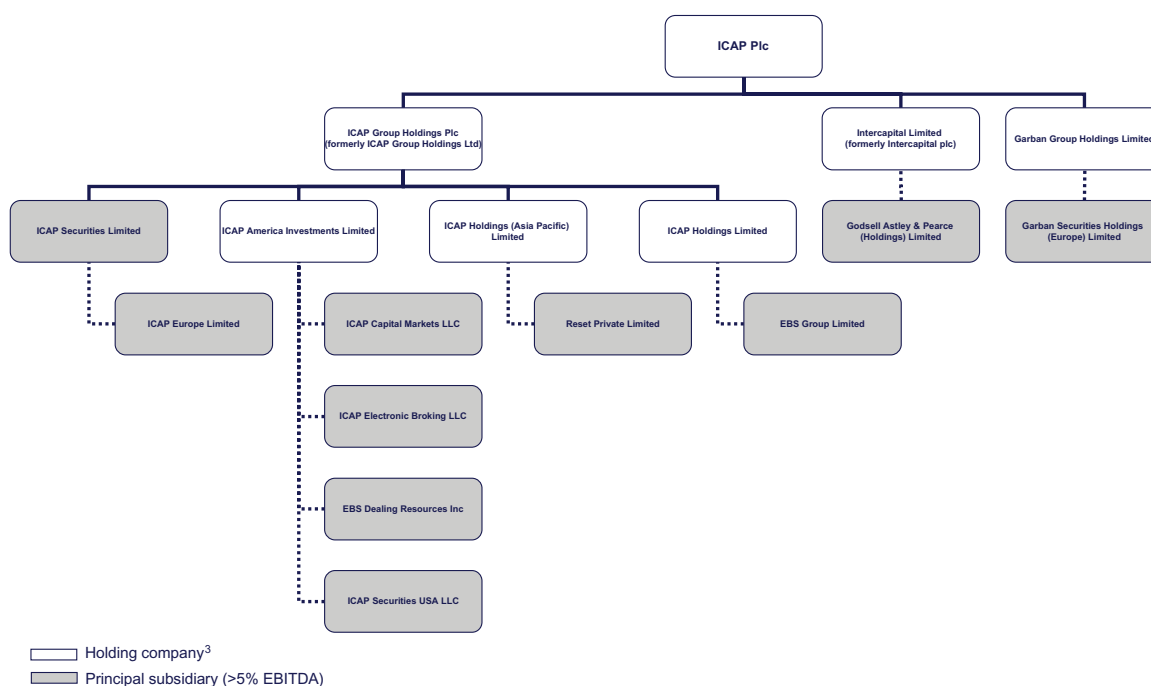 ICAP Plc
ICAP Group Holdings Plc
(formerly ICAP Group Holdings Ltd)
Intercapital Limited
(formerly Intercapital plc)
Garban Group Holdings Limited
ICAP Securities Limited
ICAP America Investments Limited
ICAP Holdings (Asia Pacific)
Limited
ICAP Holdings Limited
Godsell Astley & Pearce
(Holdings) Limited
Garban Securities Holdings
(Europe) Limited
ICAP Europe Limited
ICAP Capital Markets LLC
Reset Private Limited
EBS Group Limited
ICAP Electronic Broking LLC
EBS Dealing Resources Inc
ICAP Securities USA LLC
Holding company3
Principal subsidiary (>5% EBITDA)